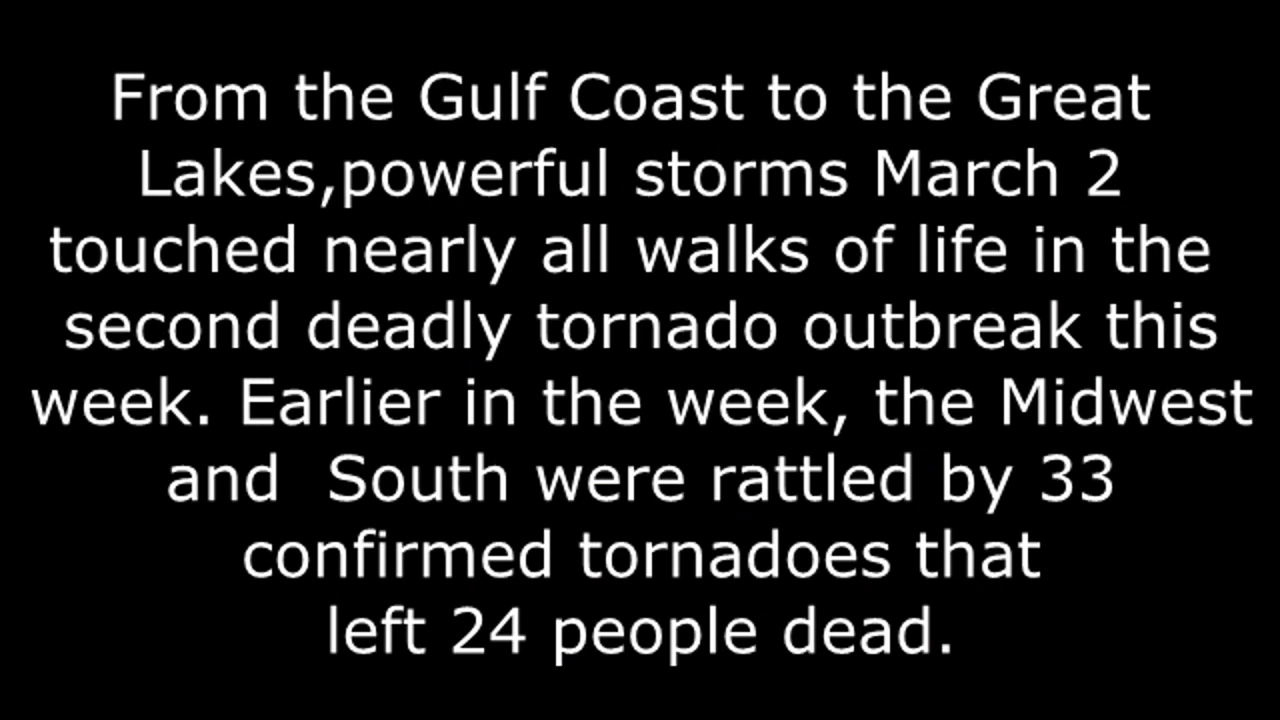 From the Gulf Coast to the Great
Lakes,powerful storms March 2
touched nearly all walks of life in the
second deadly tornado outbreak this
week. Earlier in the week, the Midwest
and  South were rattled by 33
confirmed tornadoes that
left 24 people dead.